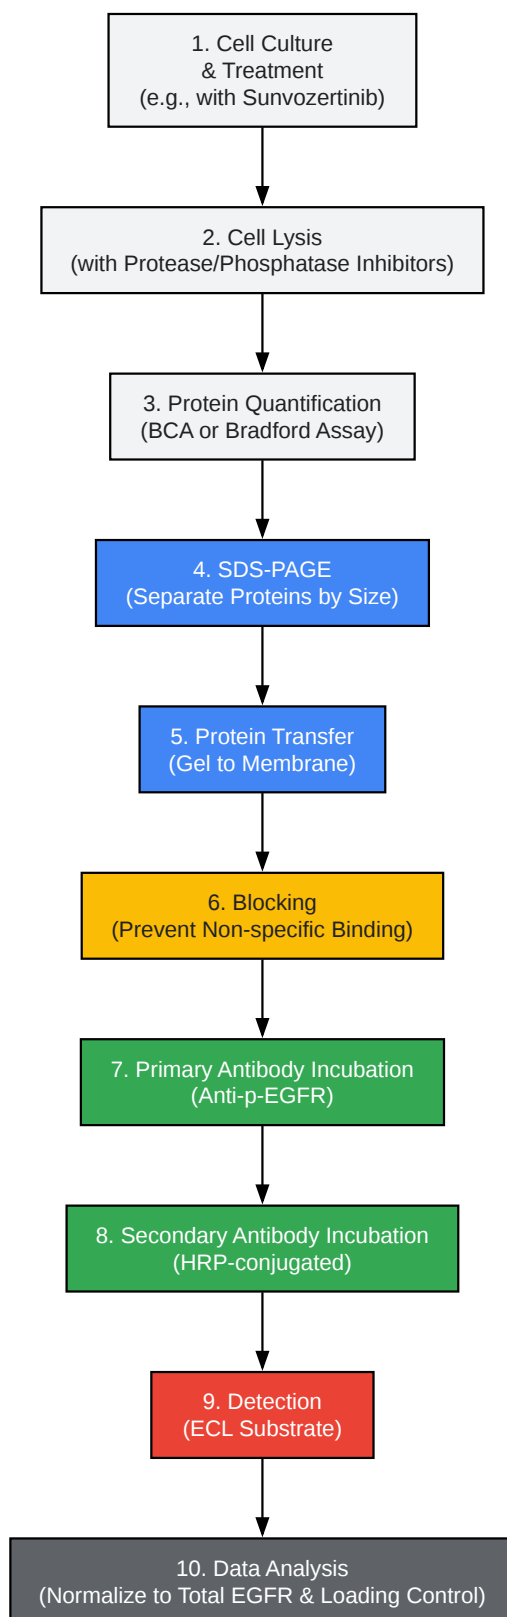 1. Cell Culture
& Treatment
(e.g., with Sunvozertinib)
2. Cell Lysis
(with Protease/Phosphatase Inhibitors)
3. Protein Quantification
(BCA or Bradford Assay)
4. SDS-PAGE
(Separate Proteins by Size)
5. Protein Transfer
(Gel to Membrane)
6. Blocking
(Prevent Non-specific Binding)
7. Primary Antibody Incubation
(Anti-p-EGFR)
8. Secondary Antibody Incubation
(HRP-conjugated)
9. Detection
(ECL Substrate)
10. Data Analysis
(Normalize to Total EGFR & Loading Control)